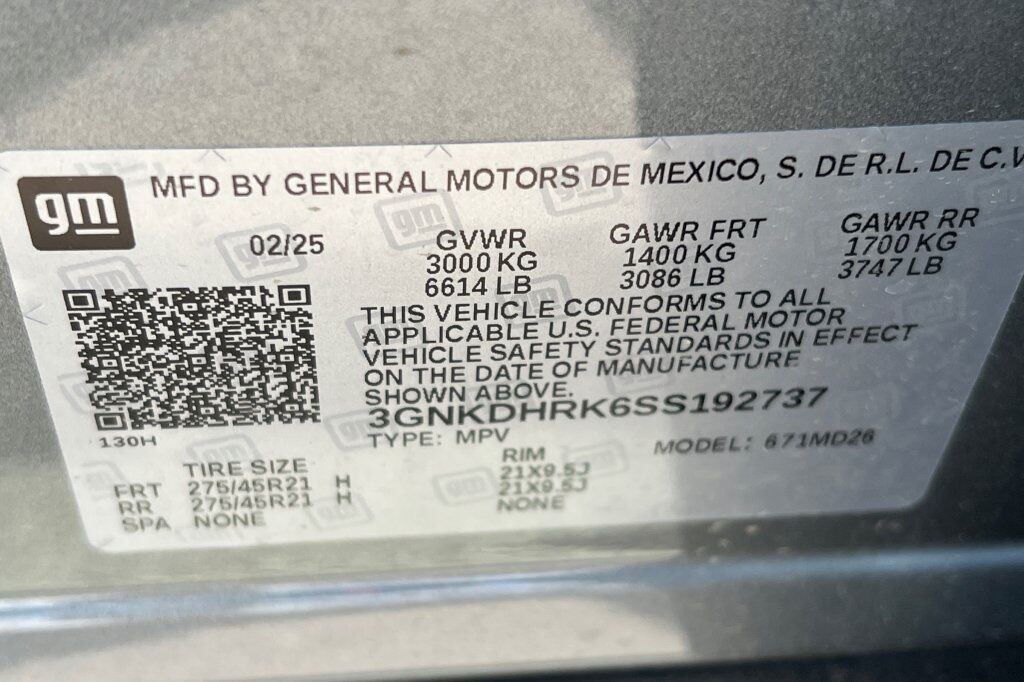 gm
MFD BY GENERAL MOTORS DE MEXICO, S. DE R.L. DE C.V
02/25
GVWR
3000 KG
6614 LB
GAWR FRT
1400 KG
3086 LB
GAWR RR
1700 KG
3747 LB
THIS VEHICLE CONFORMS TO ALL
APPLICABLE U.S. FEDERAL MOTOR
VEHICLE SAFETY STANDARDS IN EFFECT
ON THE DATE OF MANUFACTURE
SHOWN ABOVE.
3GNKDHRK6SS192737
130H
TYPE: MPV MODEL: 671MD26
TIRE SIZE RIM
FRT 275/45R21 H 21X9.5J
RR 275/45R21 H 21X9.5J
SPA NONE NONE